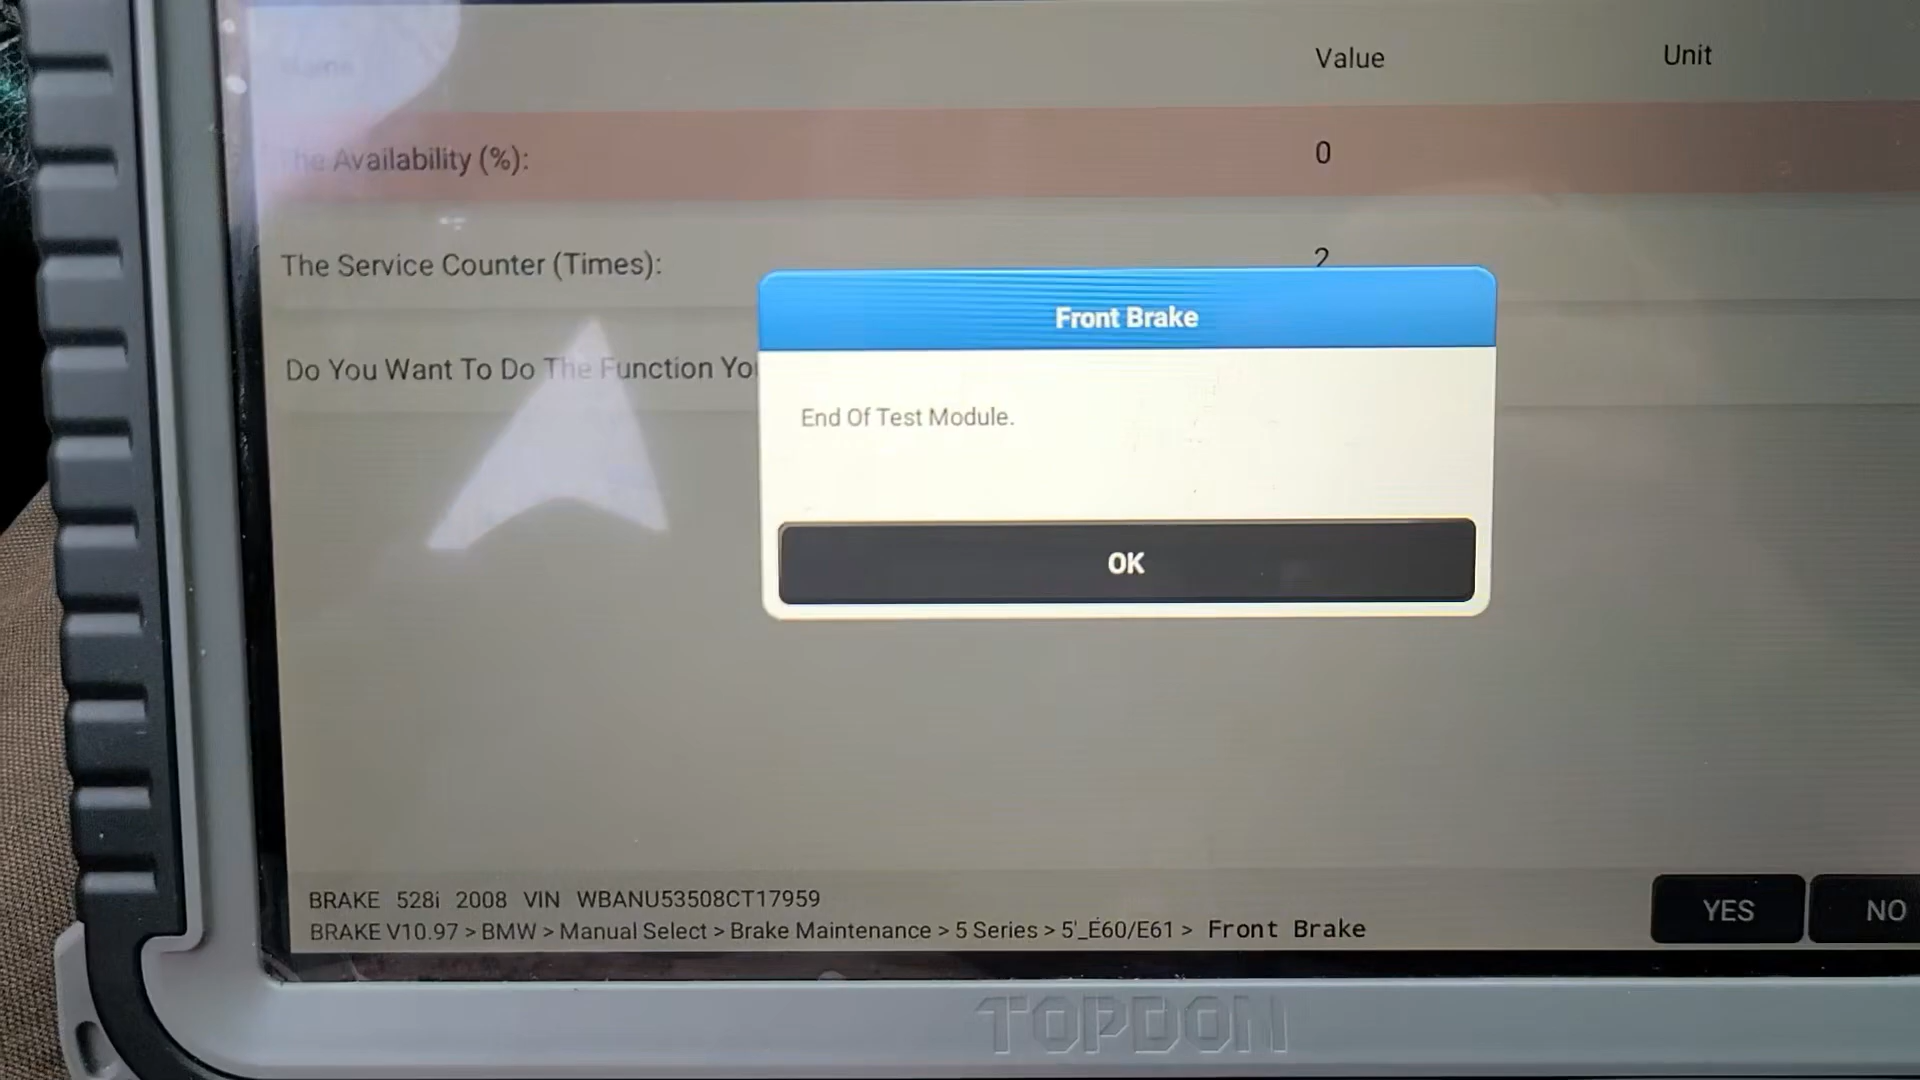 Name Value Unit
The Availability (%): 0
The Service Counter (Times): 2
Do You Want To Do The Function
Front Brake
End Of Test Module.
OK
BRAKE 528i 2008 VIN WBANU53508CT17959
BRAKE V10.97 > BMW > Manual Select > Brake Maintenance > 5 Series > 5'_E60/E61 > Front Brake
YES NO
TOPDON